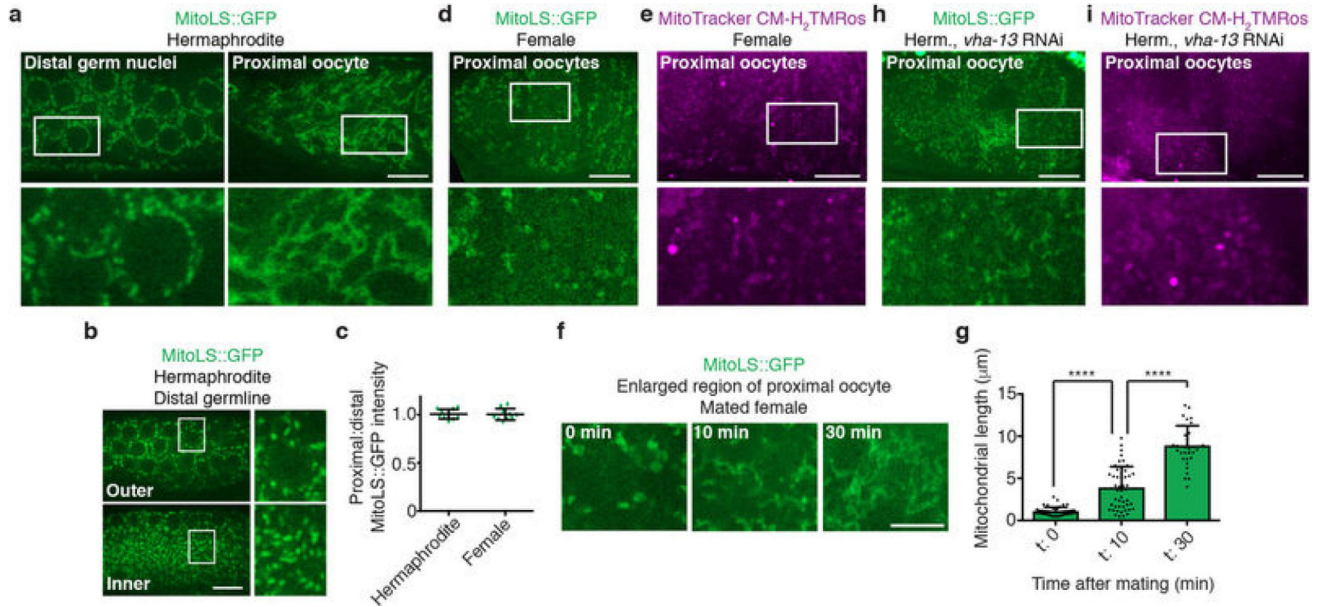 a
MitoLS::GFP
Hermaphrodite
Distal germ nuclei
Proximal oocyte
d
MitoLS::GFP
Female
Proximal oocytes
e
MitoTracker CM-H₂TMRos
Female
Proximal oocytes
h
MitoLS::GFP
Herm., vha-13 RNAi
Proximal oocyte
i
MitoTracker CM-H₂TMRos
Herm., vha-13 RNAi
Proximal oocytes
b
MitoLS::GFP
Hermaphrodite
Distal germline
Outer
Inner
c
Proximal:distal
MitoLS::GFP intensity
1.0
0.5
0
Hermaphrodite
Female
f
MitoLS::GFP
Enlarged region of proximal oocyte
Mated female
0 min
10 min
30 min
g
Mitochondrial length (μm)
15
10
5
0
****
****
t: 0
t: 10
t: 30
Time after mating (min)